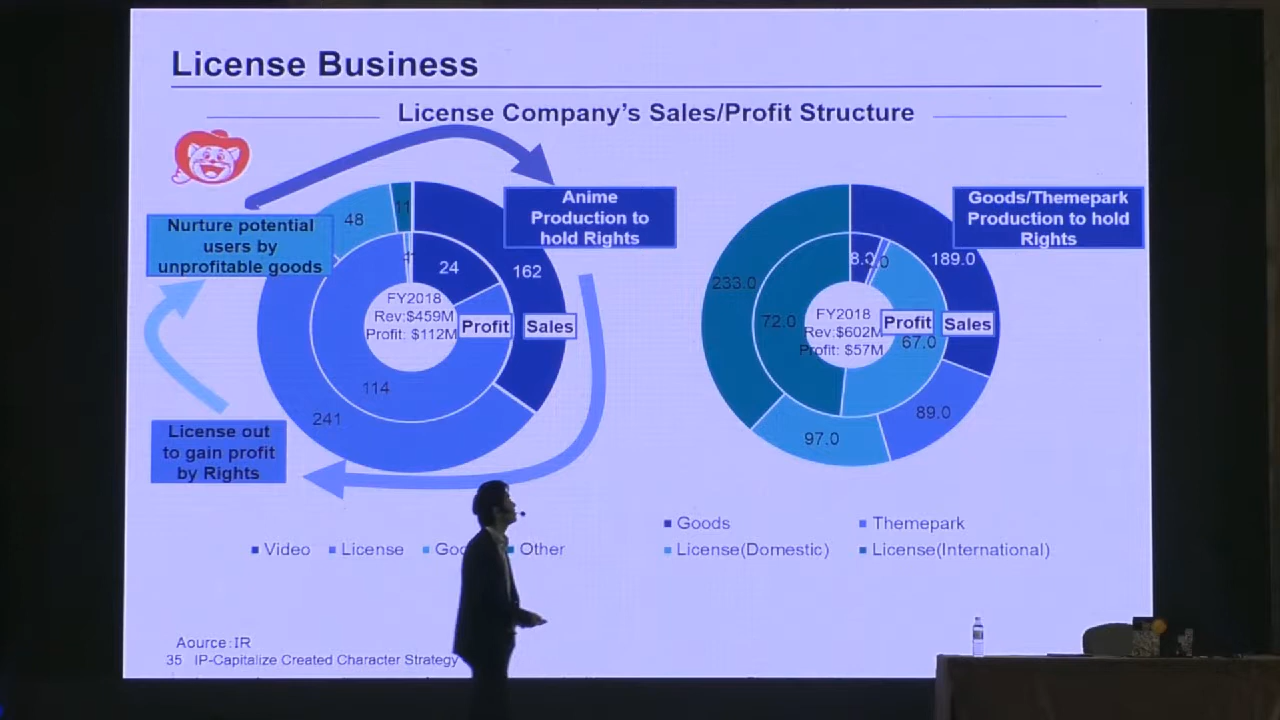 License Business
License Company's Sales/Profit Structure
Nurture potential
users by
unprofitable goods
Anime
Production to
hold Rights
License out
to gain profit
by Rights
48
11
24
162
114
241
FY2018
Rev:$459M
Profit: $112M
Profit
Sales
Video
License
Other
Goods/Themepark
Production to hold
Rights
189.0
233.0
72.0
67.0
89.0
97.0
FY2018
Rev:$602M
Profit: $57M
Profit
Sales
Goods
Themepark
License(Domestic)
License(International)
Aource:IR
35 IP-Capitalize Created Character Strategy